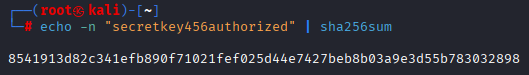 ┌──(root㉿kali)-[~]
└─# echo -n "secretkey456authorized" | sha256sum
8541913d82c341efb890f71021fef025d44e7427beb8b03a9e3d55b783032898